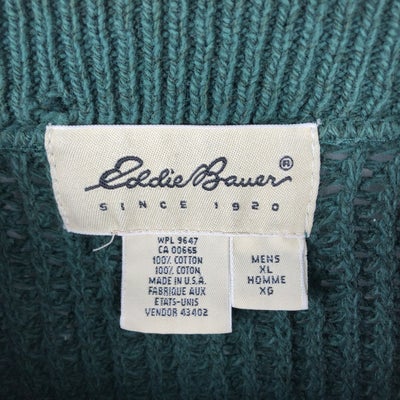 Eddie Bauer ®
SINCE 1920
WPL 9647
CA 00665
100% COTTON
100% COTTON
MADE IN U.S.A.
FABRIQUE AUX
ETATS-UNIS
VENDOR 43402
MENS
XL
HOMME
XG